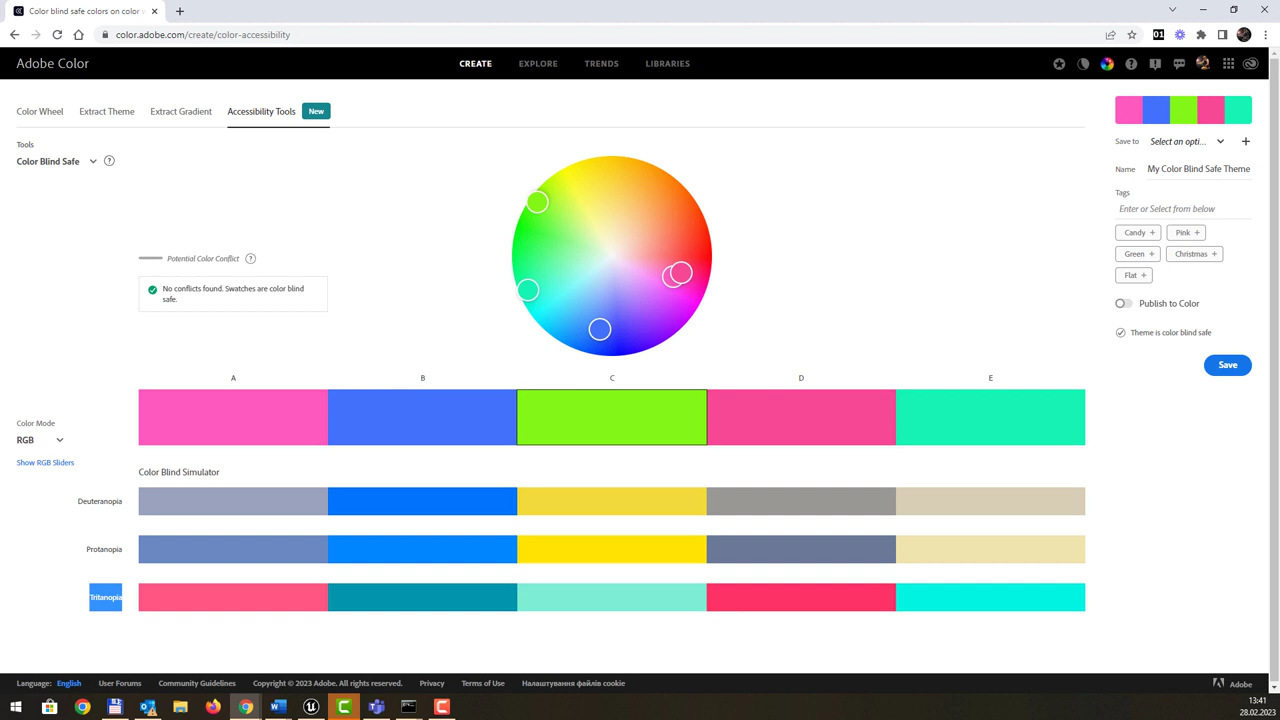 Color blind safe colors on color w
color.adobe.com/create/color-accessibility
01
Adobe Color
CREATE
EXPLORE
TRENDS
LIBRARIES
Color Wheel
Extract Theme
Extract Gradient
Accessibility Tools
New
Tools
Color Blind Safe
Save to
Select an opti...
Name
My Color Blind Safe Theme
Tags
Enter or Select from below
Candy +
Pink +
Green +
Christmas +
Flat +
Publish to Color
Theme is color blind safe
Save
Potential Color Conflict
No conflicts found. Swatches are color blind
safe.
A
B
C
D
E
Color Mode
RGB
Show RGB Sliders
Color Blind Simulator
Deuteranopia
Protanopia
Tritanopia
Language:
English
User Forums
Community Guidelines
Copyright © 2023 Adobe. All rights reserved.
Privacy
Terms of Use
Налаштування файлів cookie
Adobe
13:41
28.02.2023